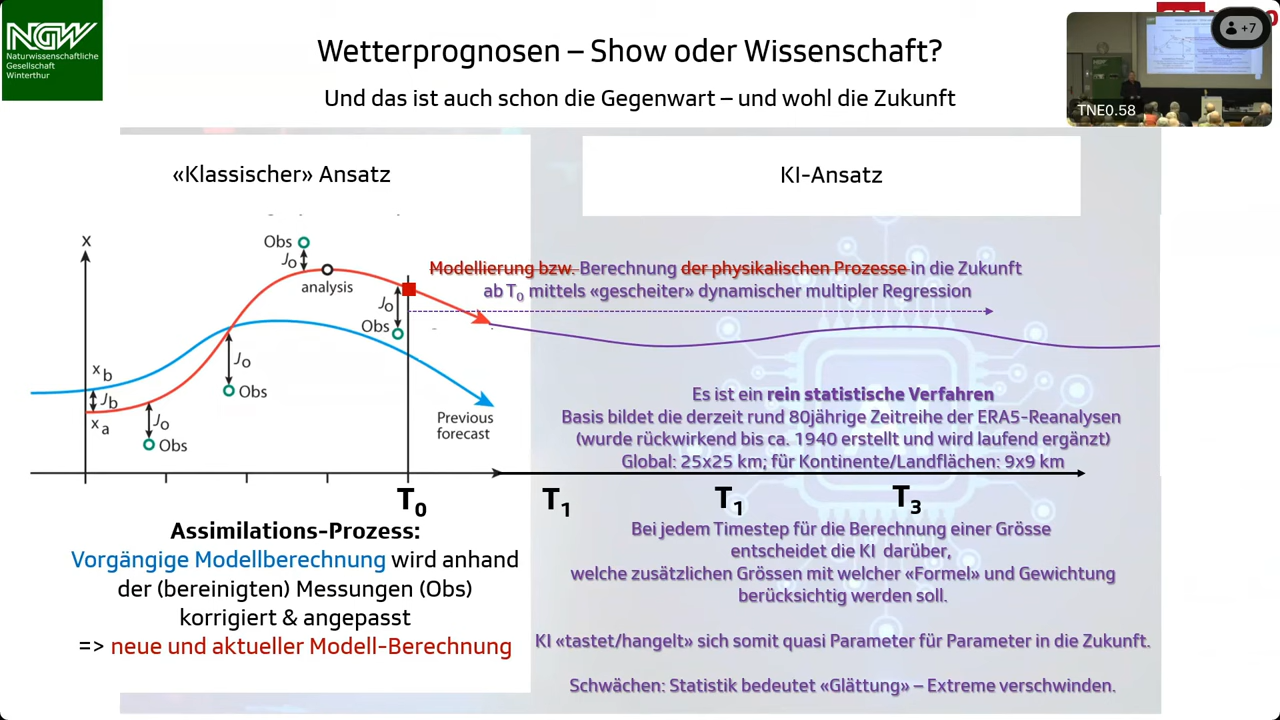 NGW
Naturwissenschaftliche
Gesellschaft
Winterthur
Wetterprognosen – Show oder Wissenschaft?
Und das ist auch schon die Gegenwart – und wohl die Zukunft
+7
TNE0.58
«Klassischer» Ansatz
KI-Ansatz
x
Obs
Jo
analysis
Jo
Obs
xb
Jb
xa
Jo
Obs
Jo
Obs
Previous
forecast
Modellierung bzw. Berechnung der physikalischen Prozesse in die Zukunft
ab T0 mittels «gescheiter» dynamischer multipler Regression
Es ist ein rein statistische Verfahren
Basis bildet die derzeit rund 80jährige Zeitreihe der ERA5-Reanalysen
(wurde rückwirkend bis ca. 1940 erstellt und wird laufend ergänzt)
Global: 25x25 km; für Kontinente/Landflächen: 9x9 km
T0 T1 T1 T3
Assimilations-Prozess:
Vorgängige Modellberechnung wird anhand
der (bereinigten) Messungen (Obs)
korrigiert & angepasst
=> neue und aktueller Modell-Berechnung
Bei jedem Timestep für die Berechnung einer Grösse
entscheidet die KI darüber,
welche zusätzlichen Grössen mit welcher «Formel» und Gewichtung
berücksichtig werden soll.
KI «tastet/hangelt» sich somit quasi Parameter für Parameter in die Zukunft.
Schwächen: Statistik bedeutet «Glättung» – Extreme verschwinden.